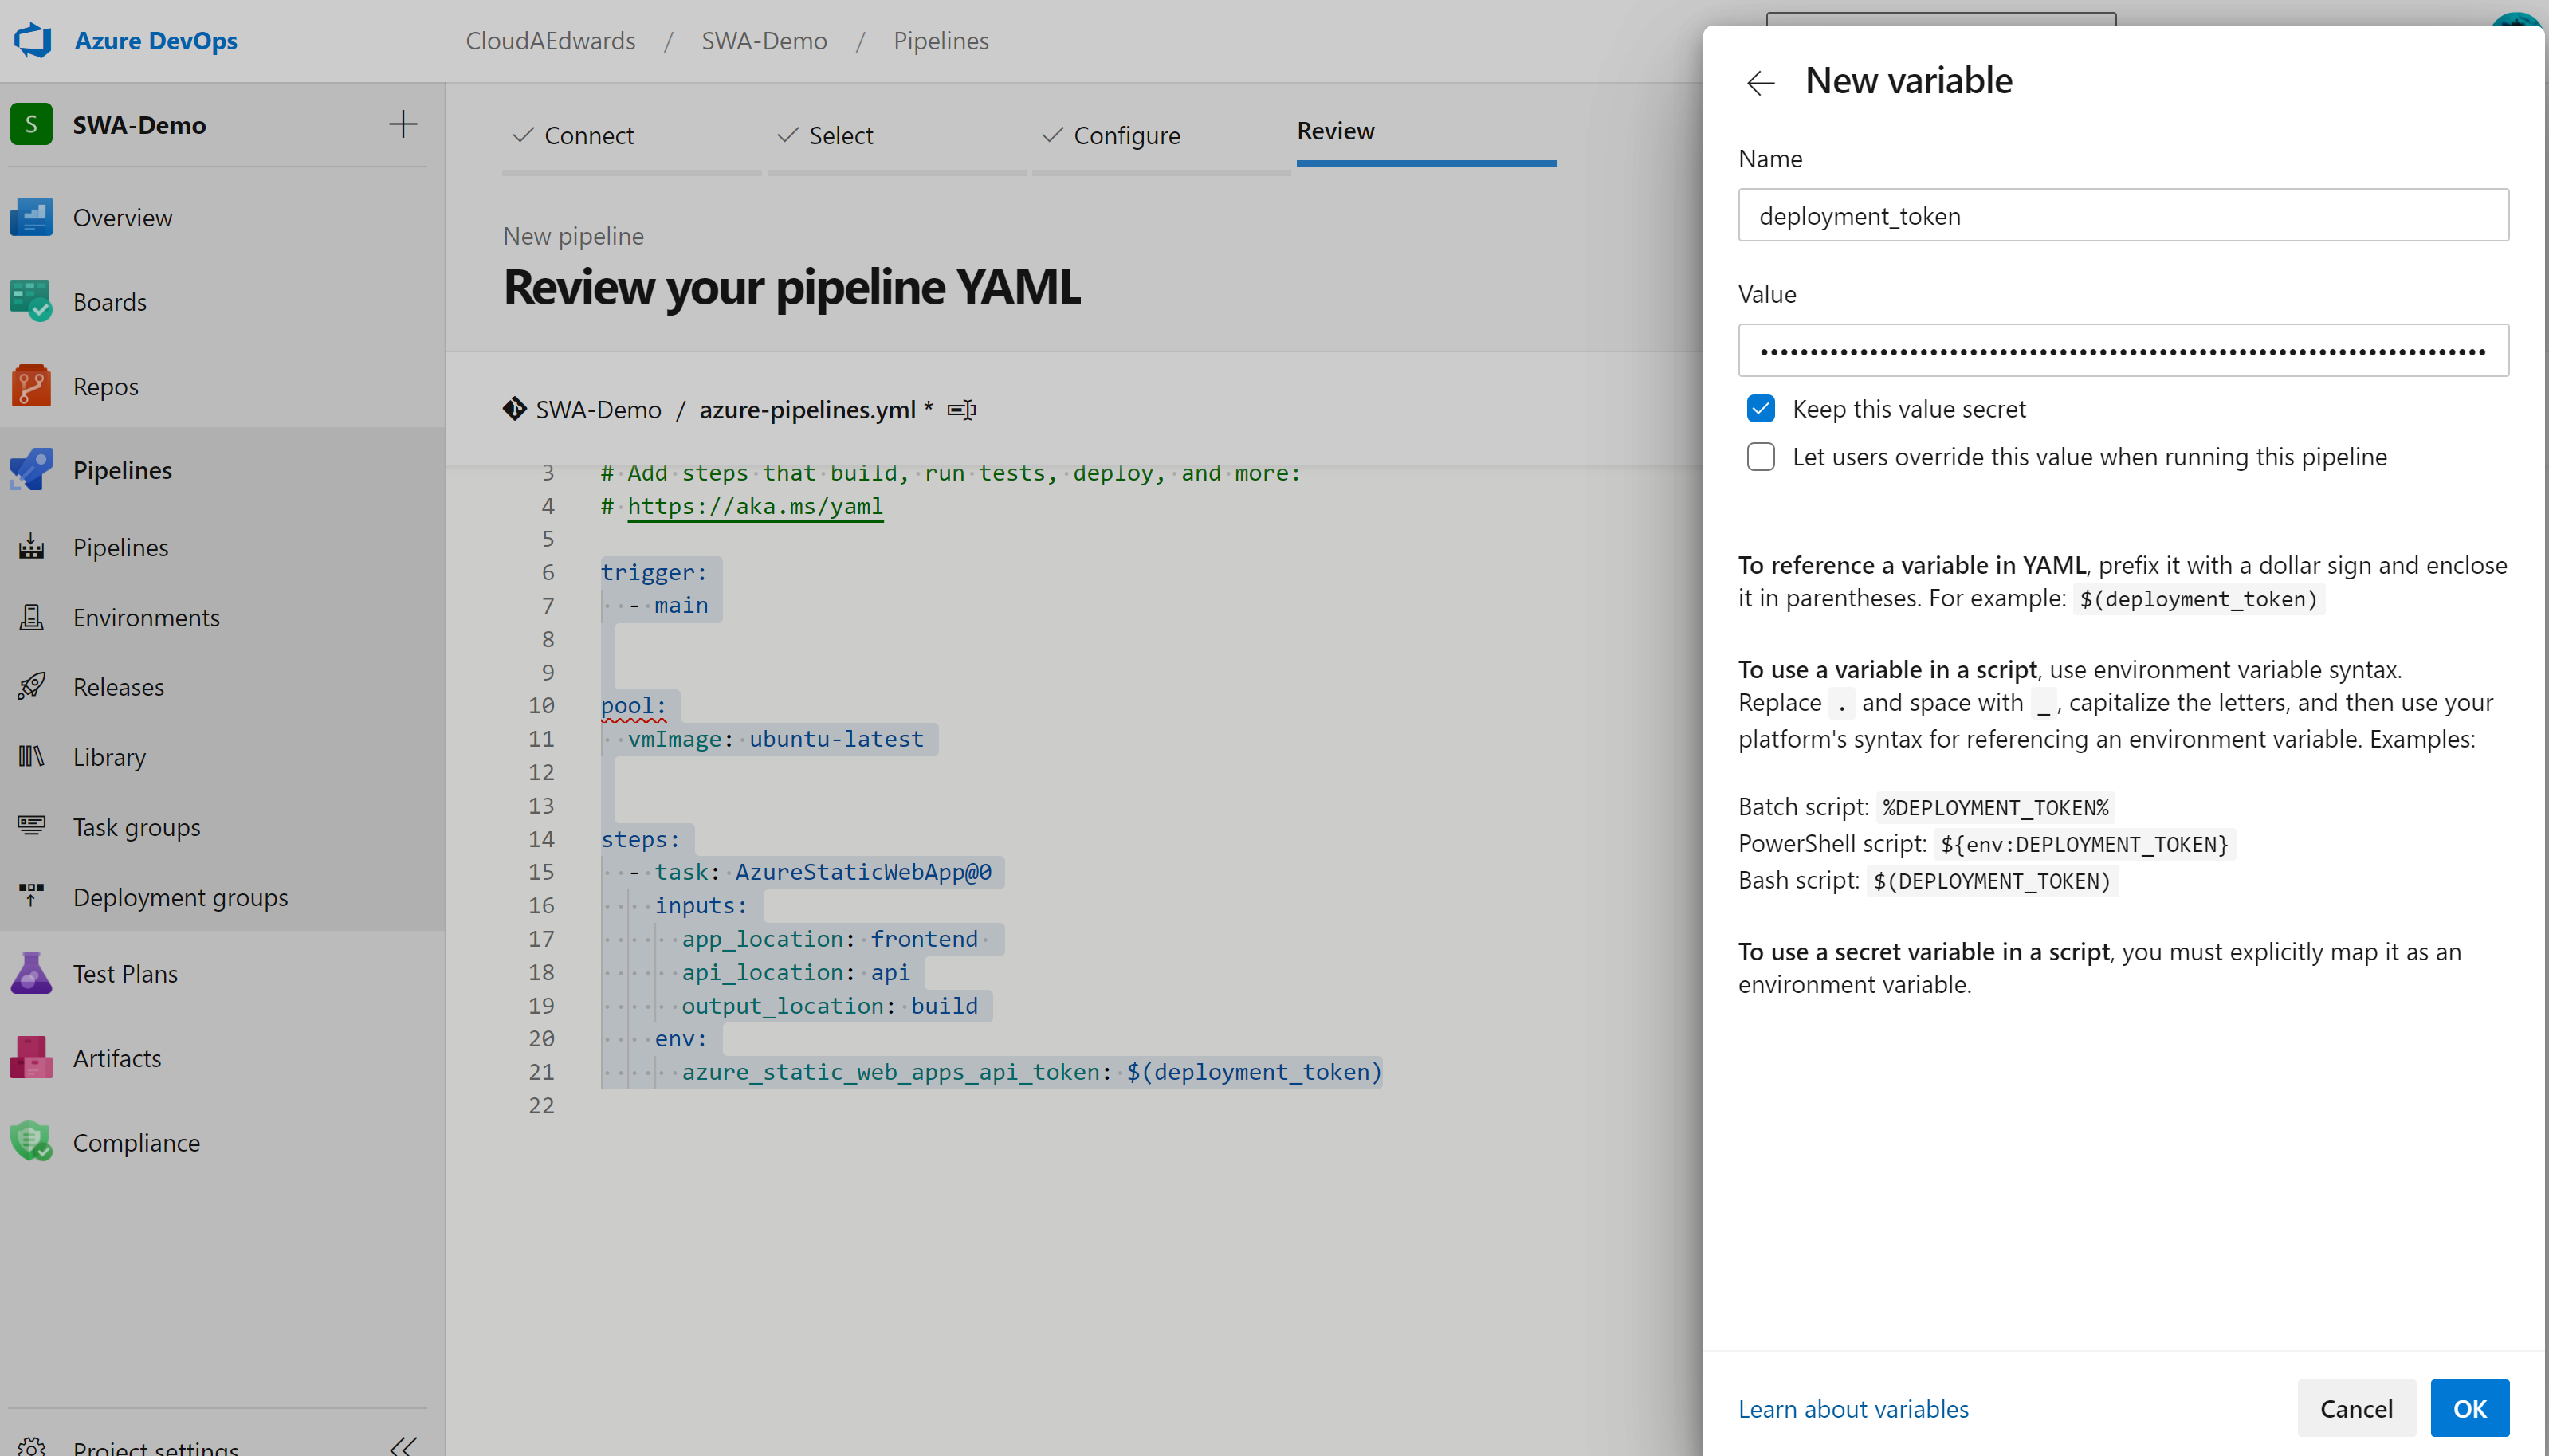 Azure DevOps
CloudAEdwards / SWA-Demo / Pipelines
S SWA-Demo
Overview
Boards
Repos
Pipelines
Pipelines
Environments
Releases
Library
Task groups
Deployment groups
Test Plans
Artifacts
Compliance
Project settings
Connect
Select
Configure
Review
New pipeline
Review your pipeline YAML
SWA-Demo / azure-pipelines.yml *
3 # Add steps that build, run tests, deploy, and more:
4 # https://aka.ms/yaml
5
6 trigger:
7 - main
8
9
10 pool:
11 vmImage: ubuntu-latest
12
13
14 steps:
15 - task: AzureStaticWebApp@0
16 inputs:
17 app_location: frontend
18 api_location: api
19 output_location: build
20 env:
21 azure_static_web_apps_api_token: $(deployment_token)
22
New variable
Name
deployment_token
Value
Keep this value secret
Let users override this value when running this pipeline
To reference a variable in YAML, prefix it with a dollar sign and enclose
it in parentheses. For example: $(deployment_token)
To use a variable in a script, use environment variable syntax.
Replace . and space with _, capitalize the letters, and then use your
platform's syntax for referencing an environment variable. Examples:
Batch script: %DEPLOYMENT_TOKEN%
PowerShell script: ${env:DEPLOYMENT_TOKEN}
Bash script: $(DEPLOYMENT_TOKEN)
To use a secret variable in a script, you must explicitly map it as an
environment variable.
Learn about variables
Cancel
OK